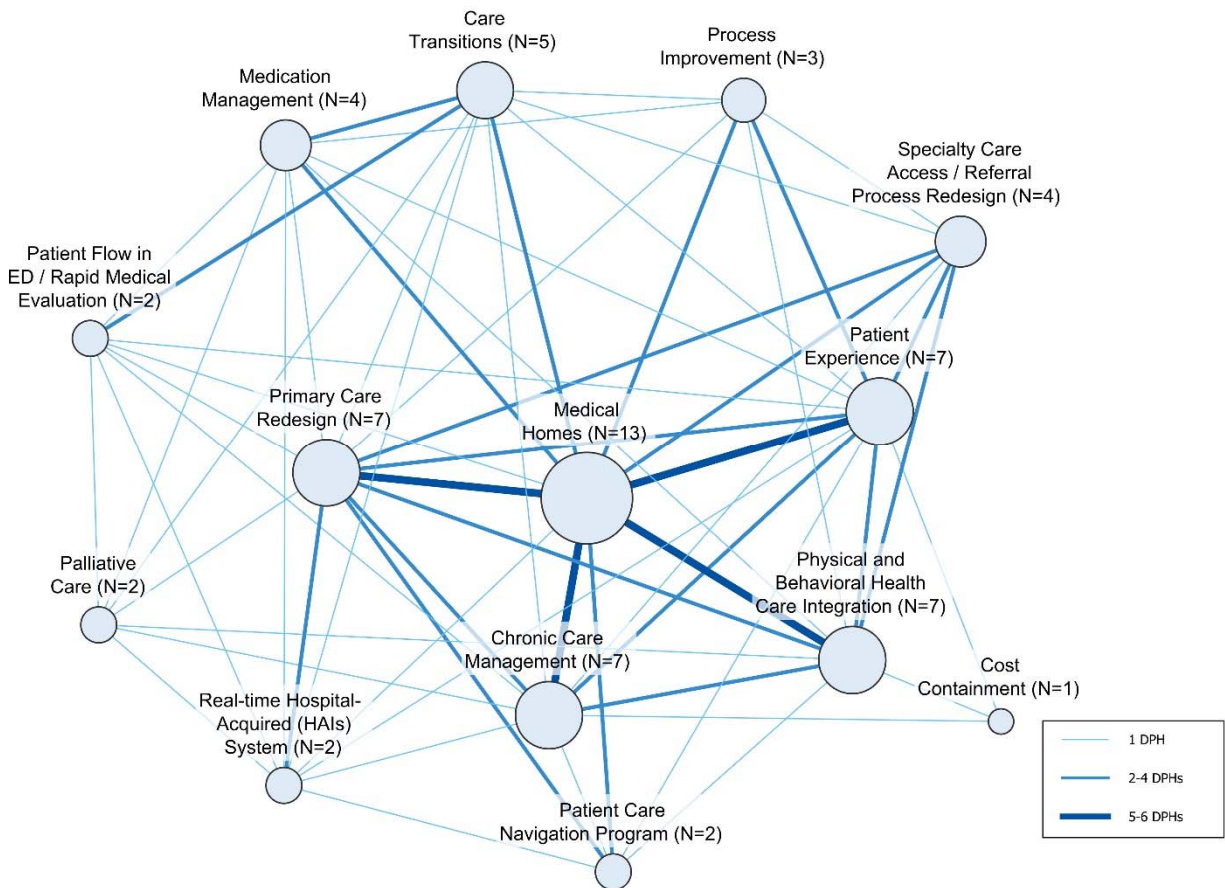 Care
Transitions (N=5)
Process
Improvement (N=3)
Medication
Management (N=4)
Specialty Care
Access / Referral
Process Redesign (N=4)
Patient Flow in
ED / Rapid Medical
Evaluation (N=2)
Patient
Experience (N=7)
Primary Care
Redesign (N=7)
Medical
Homes (N=13)
Palliative
Care (N=2)
Physical and
Behavioral Health
Care Integration (N=7)
Chronic Care
Management (N=7)
Cost
Containment (N=1)
Real-time Hospital-
Acquired (HAIs)
System (N=2)
Patient Care
Navigation Program (N=2)
1 DPH
2-4 DPHs
5-6 DPHs